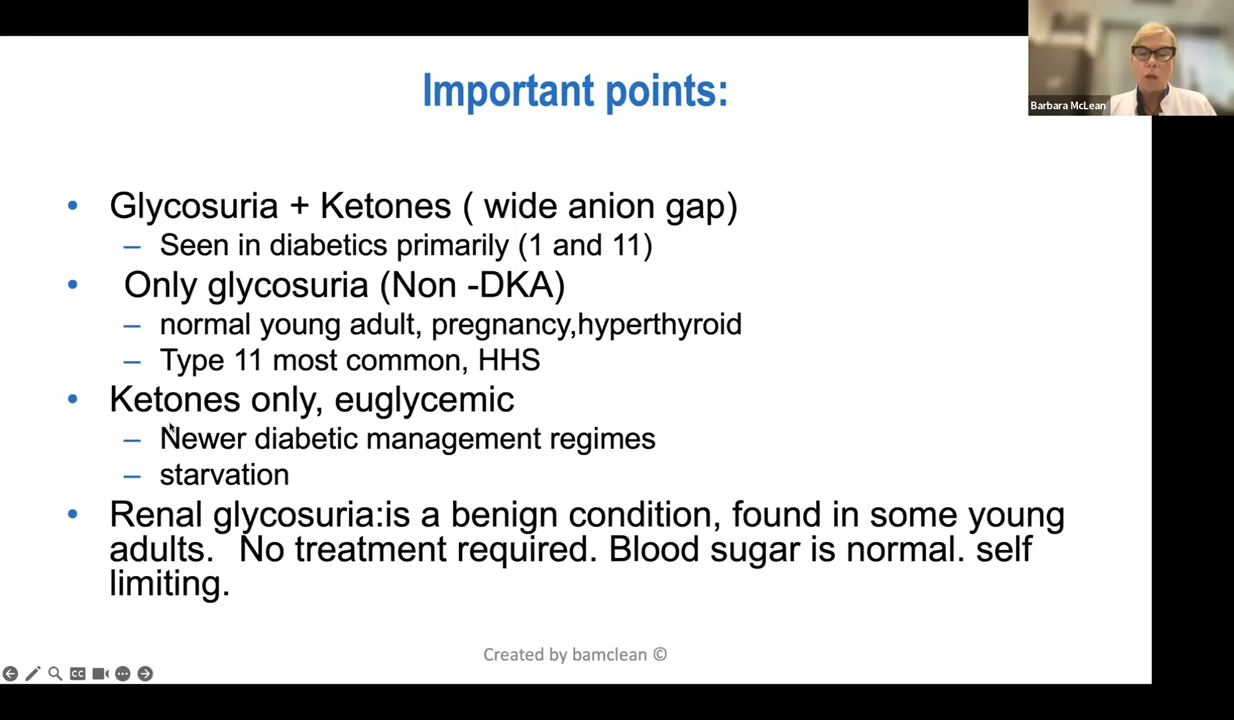 Important points:
Barbara McLean
• Glycosuria + Ketones ( wide anion gap)
– Seen in diabetics primarily (1 and 11)
• Only glycosuria (Non -DKA)
– normal young adult, pregnancy,hyperthyroid
– Type 11 most common, HHS
• Ketones only, euglycemic
– Newer diabetic management regimes
– starvation
• Renal glycosuria:is a benign condition, found in some young
adults. No treatment required. Blood sugar is normal. self
limiting.
Created by bamclean ©
CC